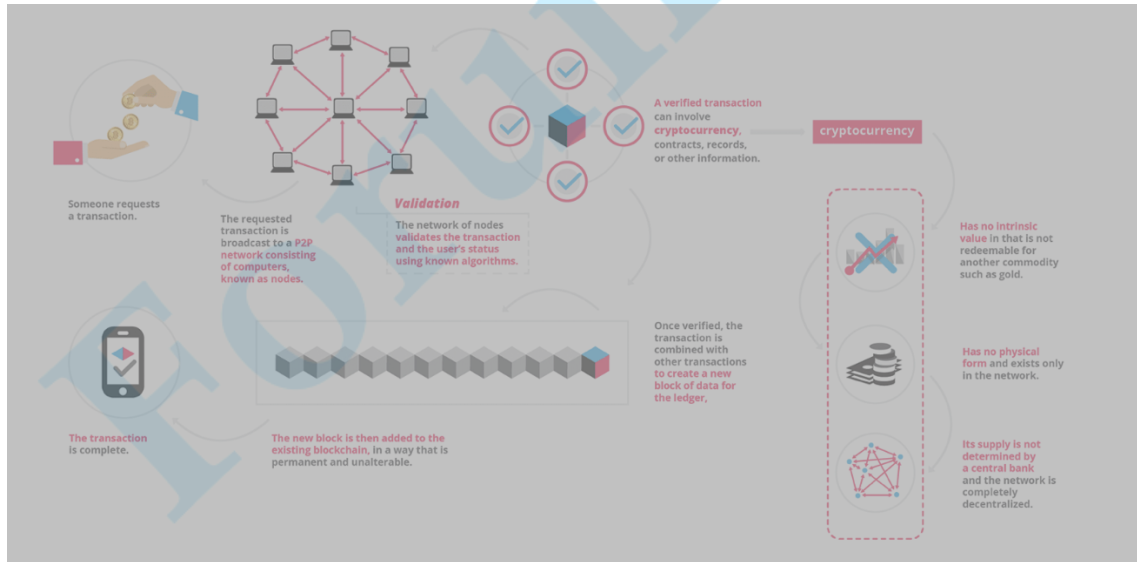 Someone requests
a transaction.
The requested
transaction is
broadcast to a P2P
network consisting
of computers,
known as nodes.
Validation
The network of nodes
validates the transaction
and the user's status
using known algorithms.
A verified transaction
can involve
cryptocurrency,
contracts, records,
or other information.
cryptocurrency
Has no intrinsic
value in that is not
redeemable for
another commodity
such as gold.
Has no physical
form and exists only
in the network.
Its supply is not
determined by
a central bank
and the network is
completely
decentralized.
Once verified, the
transaction is
combined with
other transactions
to create a new
block of data for
the ledger,
The new block is then added to the
existing blockchain, in a way that is
permanent and unalterable.
The transaction
is complete.